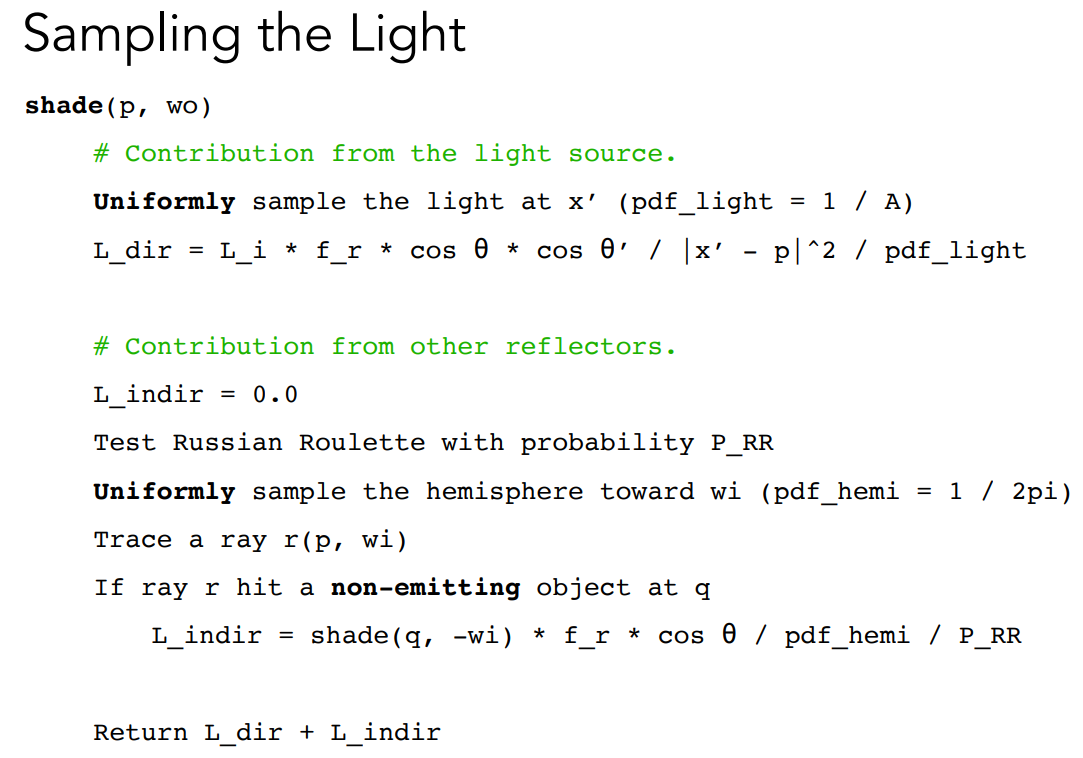 Sampling the Light
shade(p, wo)
# Contribution from the light source.
Uniformly sample the light at x′ (pdf_light = 1 / A)
L_dir = L_i * f_r * cos θ * cos θ′ / |x′ - p|^2 / pdf_light
# Contribution from other reflectors.
L_indir = 0.0
Test Russian Roulette with probability P_RR
Uniformly sample the hemisphere toward wi (pdf_hemi = 1 / 2pi)
Trace a ray r(p, wi)
If ray r hit a non-emitting object at q
L_indir = shade(q, -wi) * f_r * cos θ / pdf_hemi / P_RR
Return L_dir + L_indir